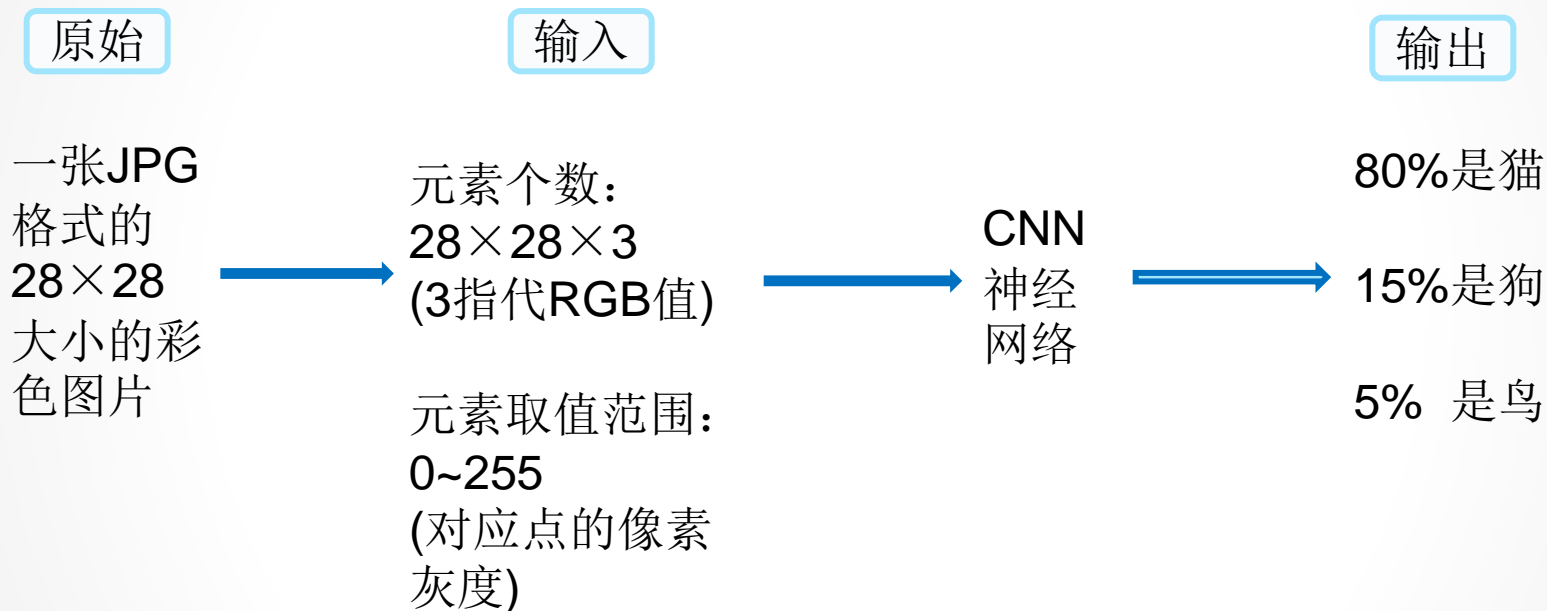 原始
一张JPG
格式的
28×28
大小的彩
色图片
输入
元素个数：
28×28×3
(3指代RGB值)
元素取值范围：
0~255
(对应点的像素
灰度)
CNN
神经
网络
输出
80%是猫
15%是狗
5% 是鸟